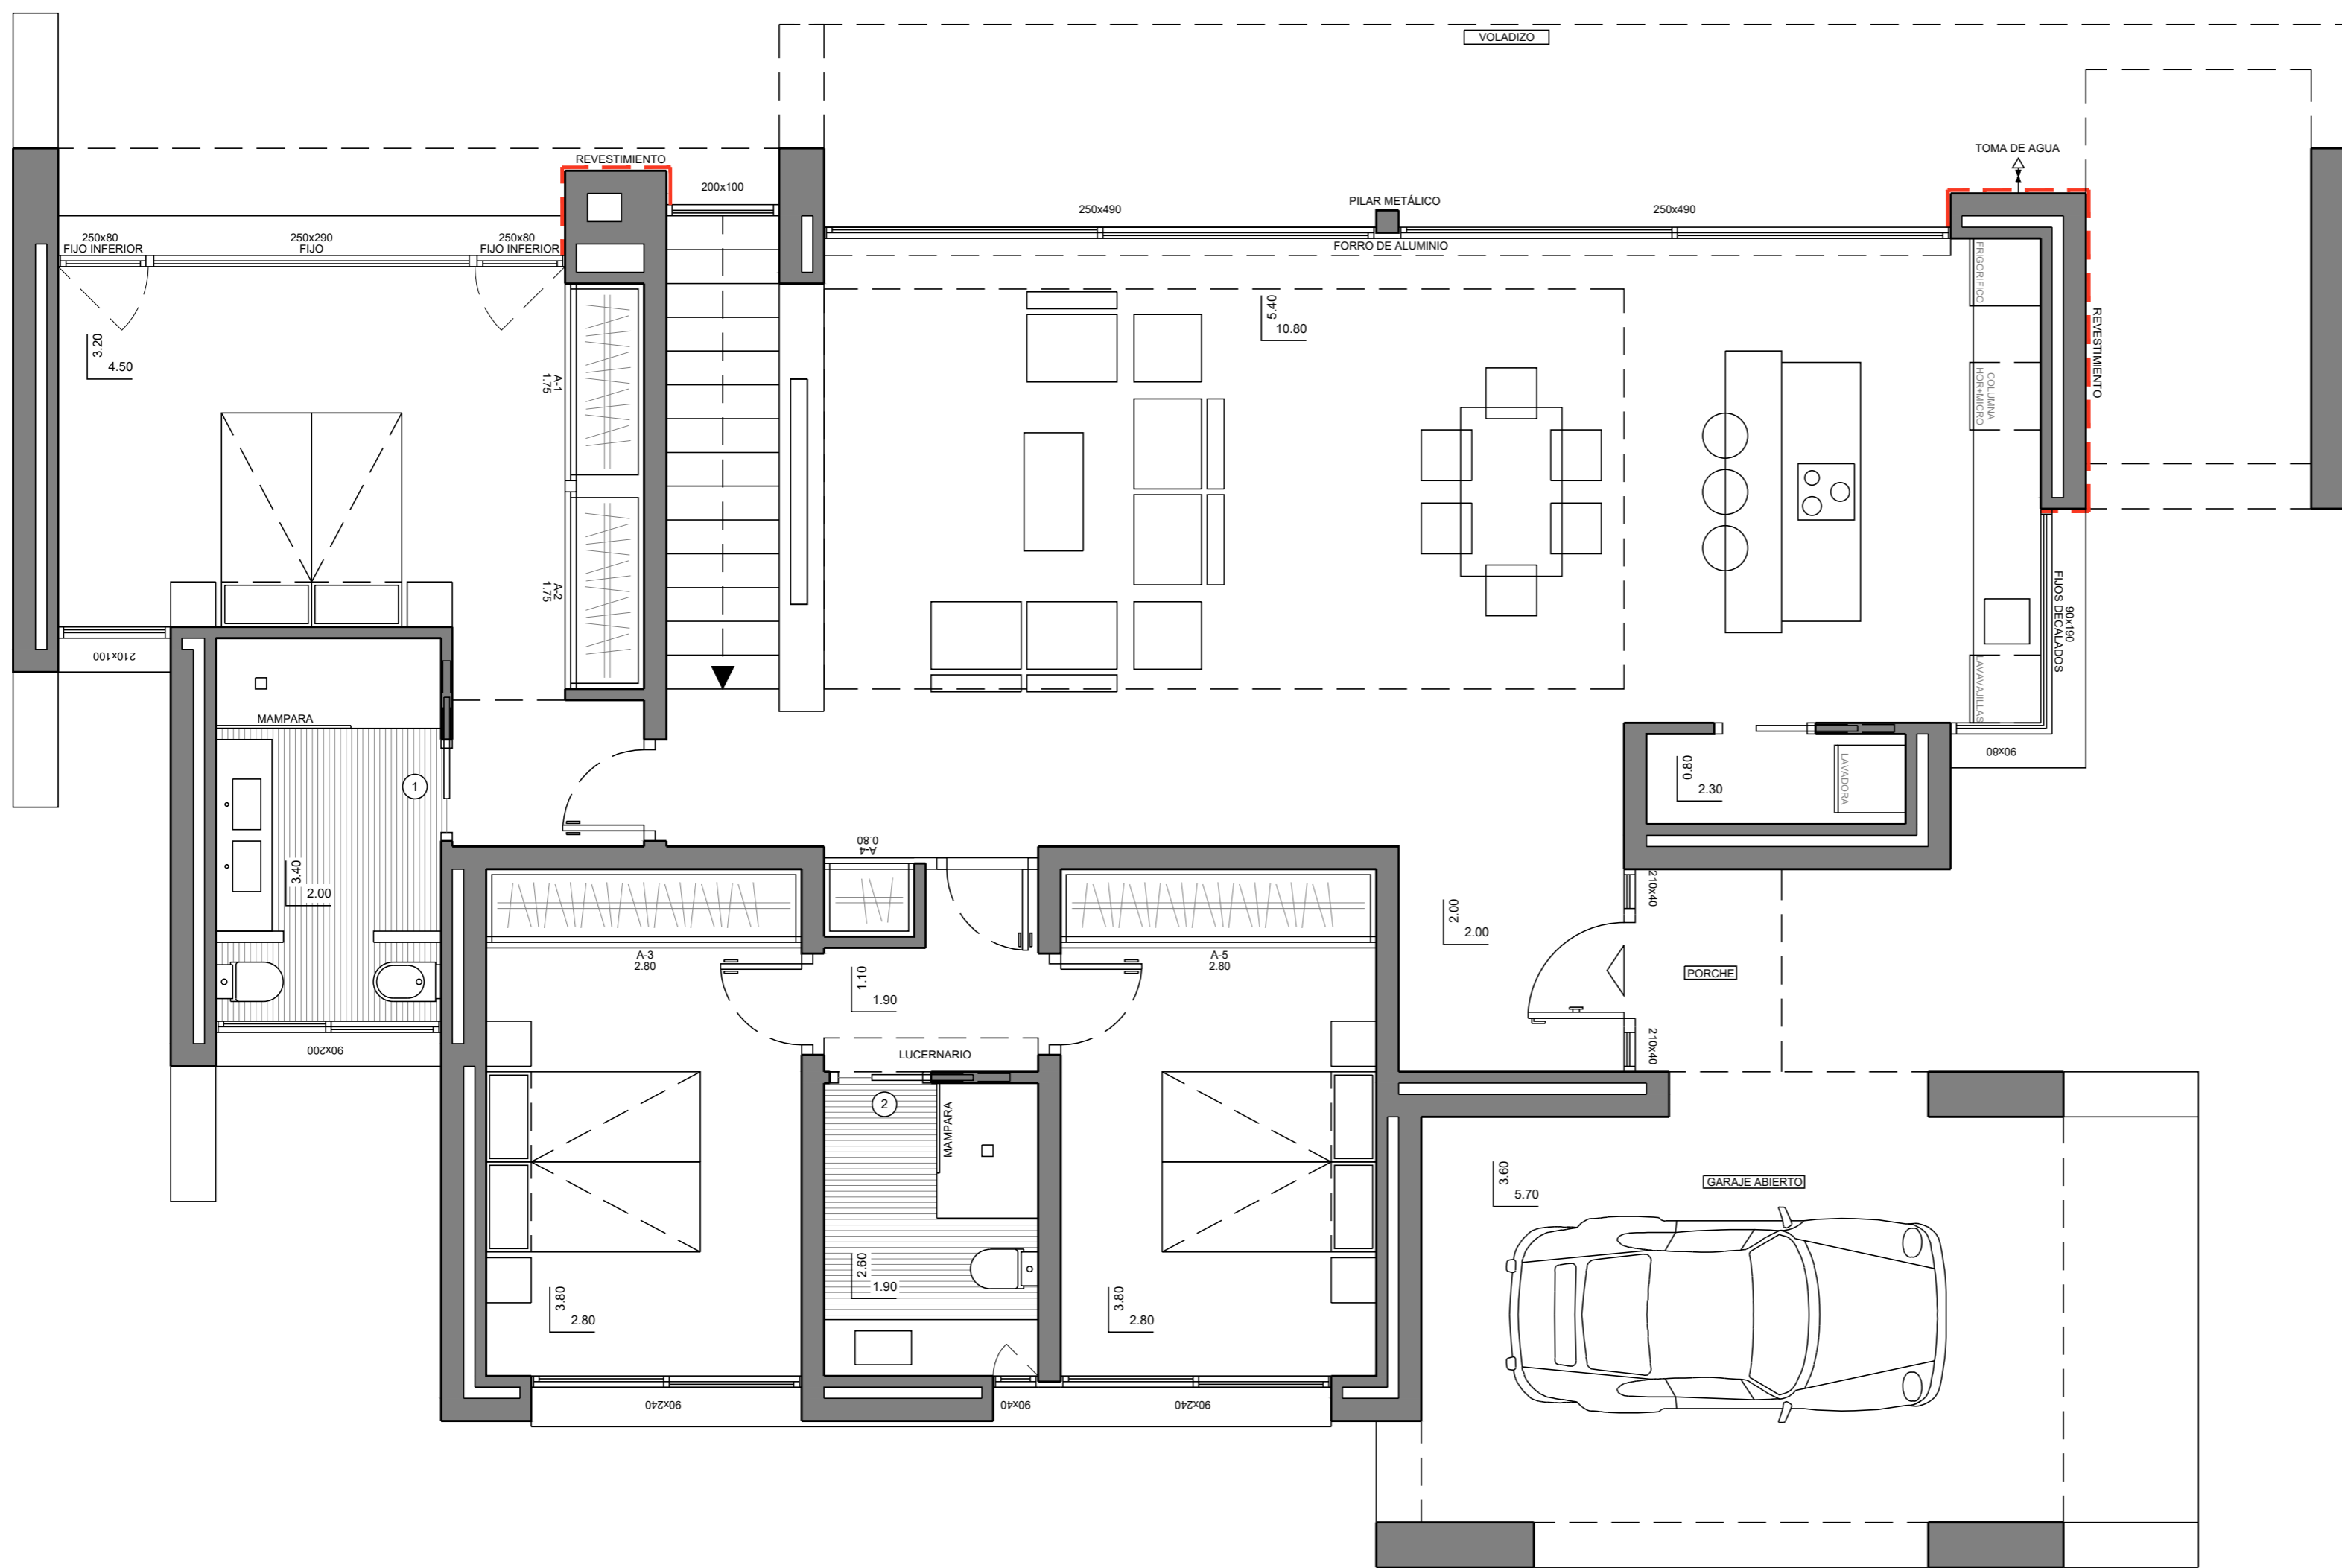 VOLADIZO
TOMA DE AGUA
REVESTIMIENTO
200x100
PILAR METÁLICO
250x490
250x490
250x80
FIJO INFERIOR
250x290
FIJO
250x80
FIJO INFERIOR
FORRO DE ALUMINIO
FRIGORIFICO
5.40
10.80
REVESTIMIENTO
3.20
4.50
A-1
1.75
COLUMNA
HOR+MICRO
A-2
1.75
90x190
FIJOS DECALADOS
210x100
LAVAVAJILLAS
MAMPARA
90x80
1
0.80
2.30
LAVADORA
A-4
0.80
3.40
2.00
210x40
2.00
2.00
A-3
2.80
A-5
2.80
1.10
1.90
PORCHE
90x200
LUCERNARIO
210x40
2
MAMPARA
3.60
5.70
GARAJE ABIERTO
2.60
1.90
3.80
2.80
3.80
2.80
90x240
90x40
90x240